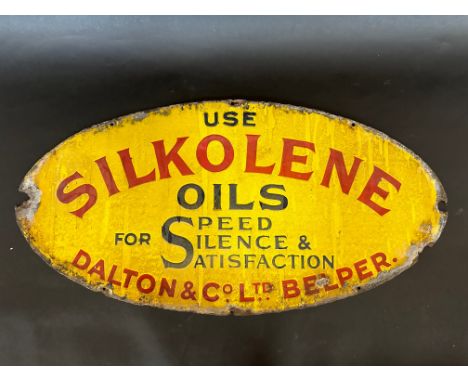 USE
SILKOLENE
OILS
FOR SPEED
SILENCE &
SATISFACTION
DALTON & Co LTD BELPER.